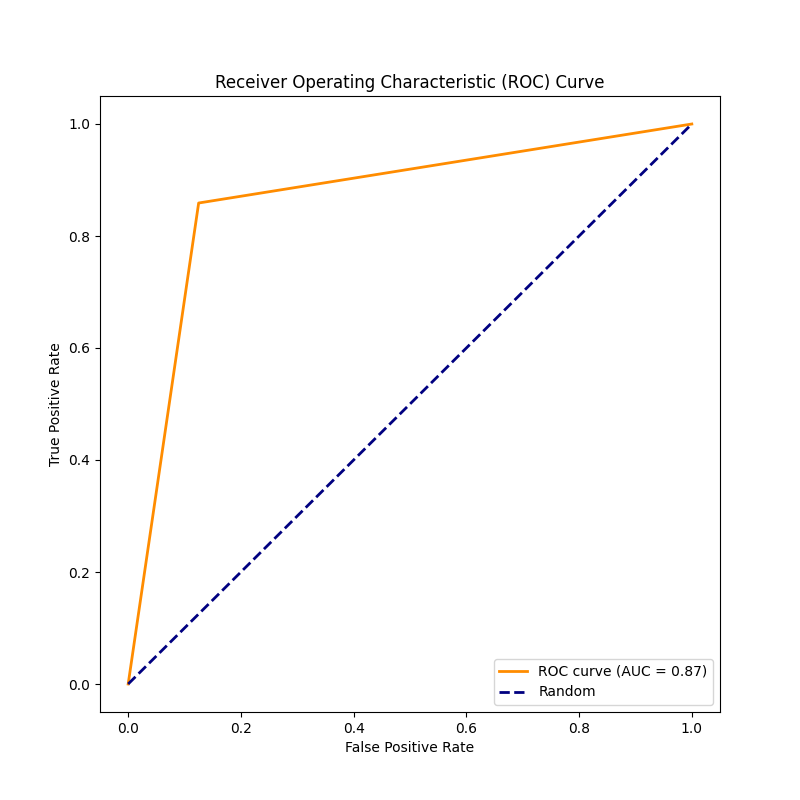 Receiver Operating Characteristic (ROC) Curve
True Positive Rate
1.0
0.8
0.6
0.4
0.2
0.0
0.0 0.2 0.4 0.6 0.8 1.0
False Positive Rate
ROC curve (AUC = 0.87)
Random